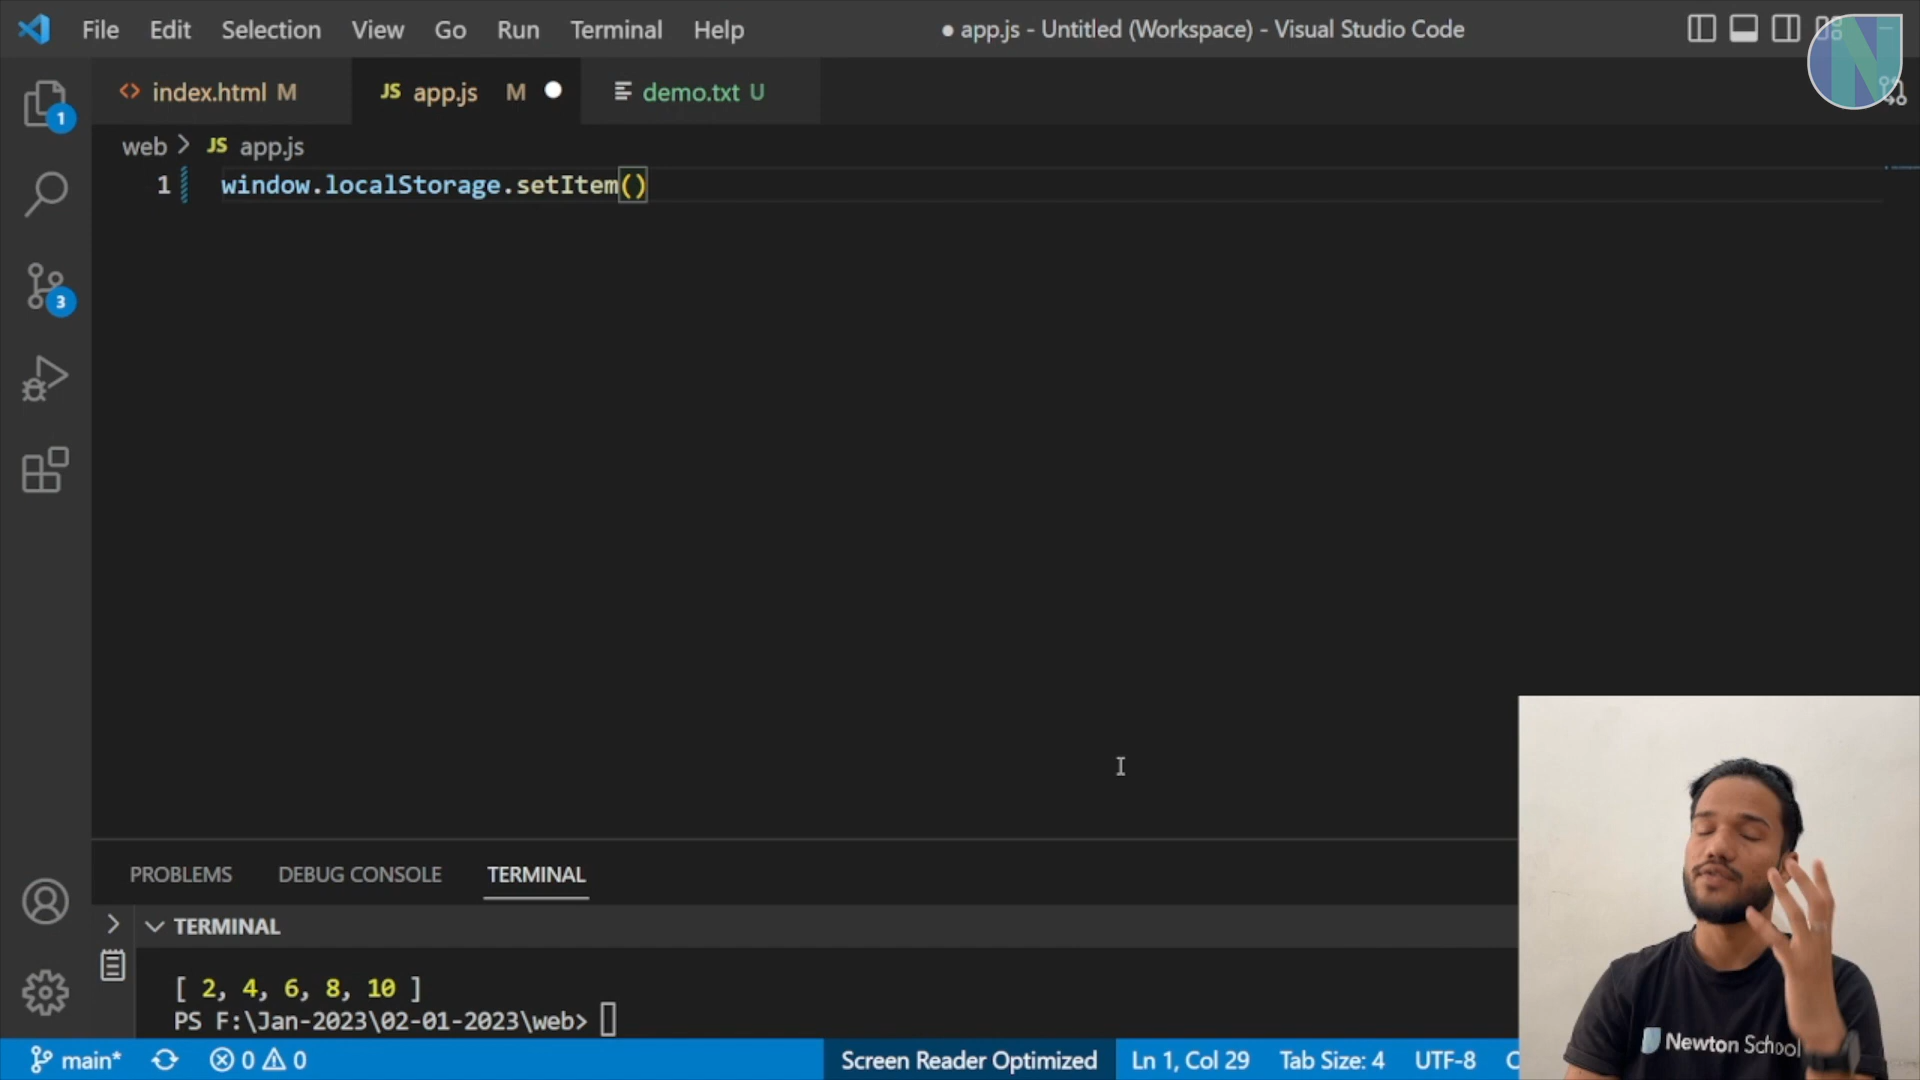 File Edit Selection View Go Run Terminal Help ● app.js - Untitled (Workspace) - Visual Studio Code
N
<> index.html M JS app.js M demo.txt U
1
web > JS app.js
1 window.localStorage.setItem()
3
PROBLEMS DEBUG CONSOLE TERMINAL
TERMINAL
[ 2, 4, 6, 8, 10 ]
PS F:\Jan-2023\02-01-2023\web>
Newton School
main* 0 0 Screen Reader Optimized Ln 1, Col 29 Tab Size: 4 UTF-8